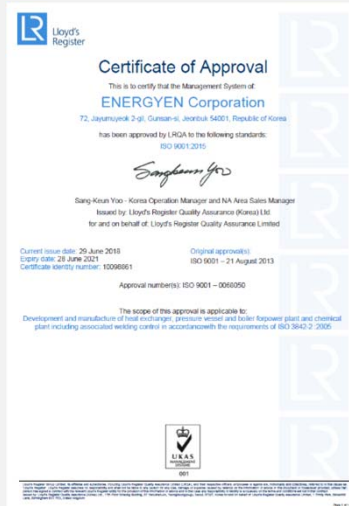 LR
Lloyd's
Register
Certificate of Approval
This is to certify that the Management System of:
ENERGYEN Corporation
72, Jayumuyeok 2-gil, Gunsan-si, Jeonbuk 54001, Republic of Korea
has been approved by LRQA to the following standards:
ISO 9001:2015
Sang-Keun Yoo - Korea Operation Manager and NA Area Sales Manager
Issued by: Lloyd's Register Quality Assurance (Korea) Ltd
for and on behalf of: Lloyd's Register Quality Assurance Limited
Current issue date: 29 June 2018
Expiry date: 28 June 2021
Certificate identity number: 10096661
Original approval(s):
ISO 9001 – 21 August 2013
Approval number(s): ISO 9001 – 0066050
The scope of this approval is applicable to:
Development and manufacture of heat exchanger, pressure vessel and boiler forpower plant and chemical
plant including associated welding control in accordancewith the requirements of ISO 3842-2 :2005
UKAS
MANAGEMENT
SYSTEMS
001